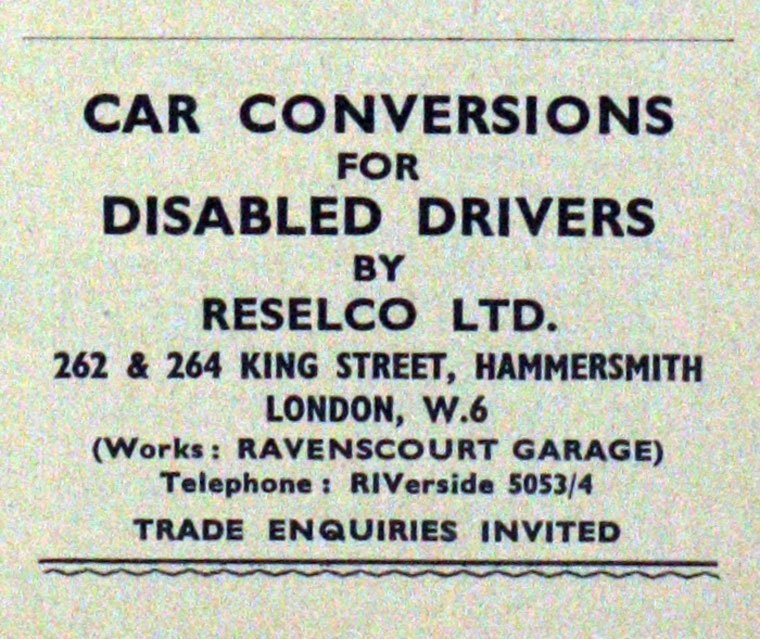 CAR CONVERSIONS
FOR
DISABLED DRIVERS
BY
RESELCO LTD.
262 & 264 KING STREET, HAMMERSMITH
LONDON, W.6
(Works : RAVENSCOURT GARAGE)
Telephone : RIVerside 5053/4
TRADE ENQUIRIES INVITED